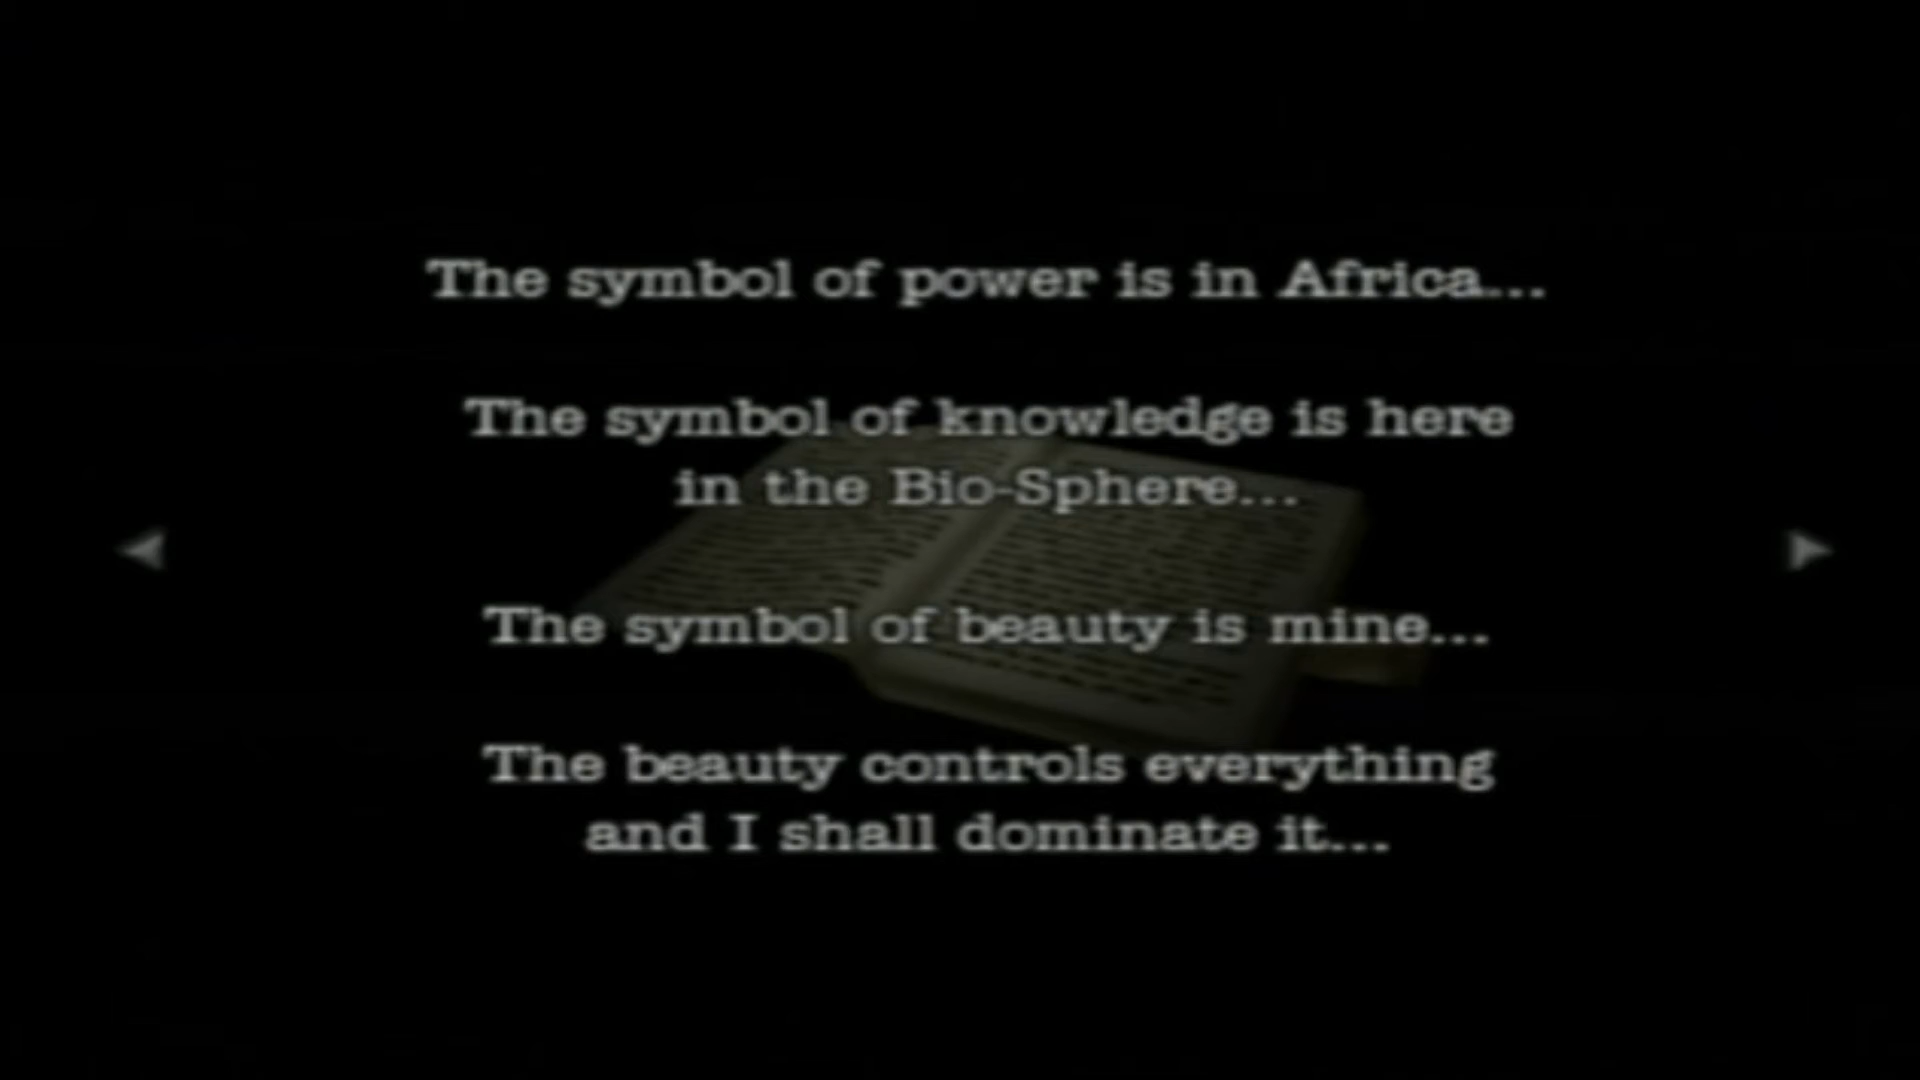 The symbol of power is in Africa...
The symbol of knowledge is here
in the Bio-Sphere...
The symbol of beauty is mine...
The beauty controls everything
and I shall dominate it...